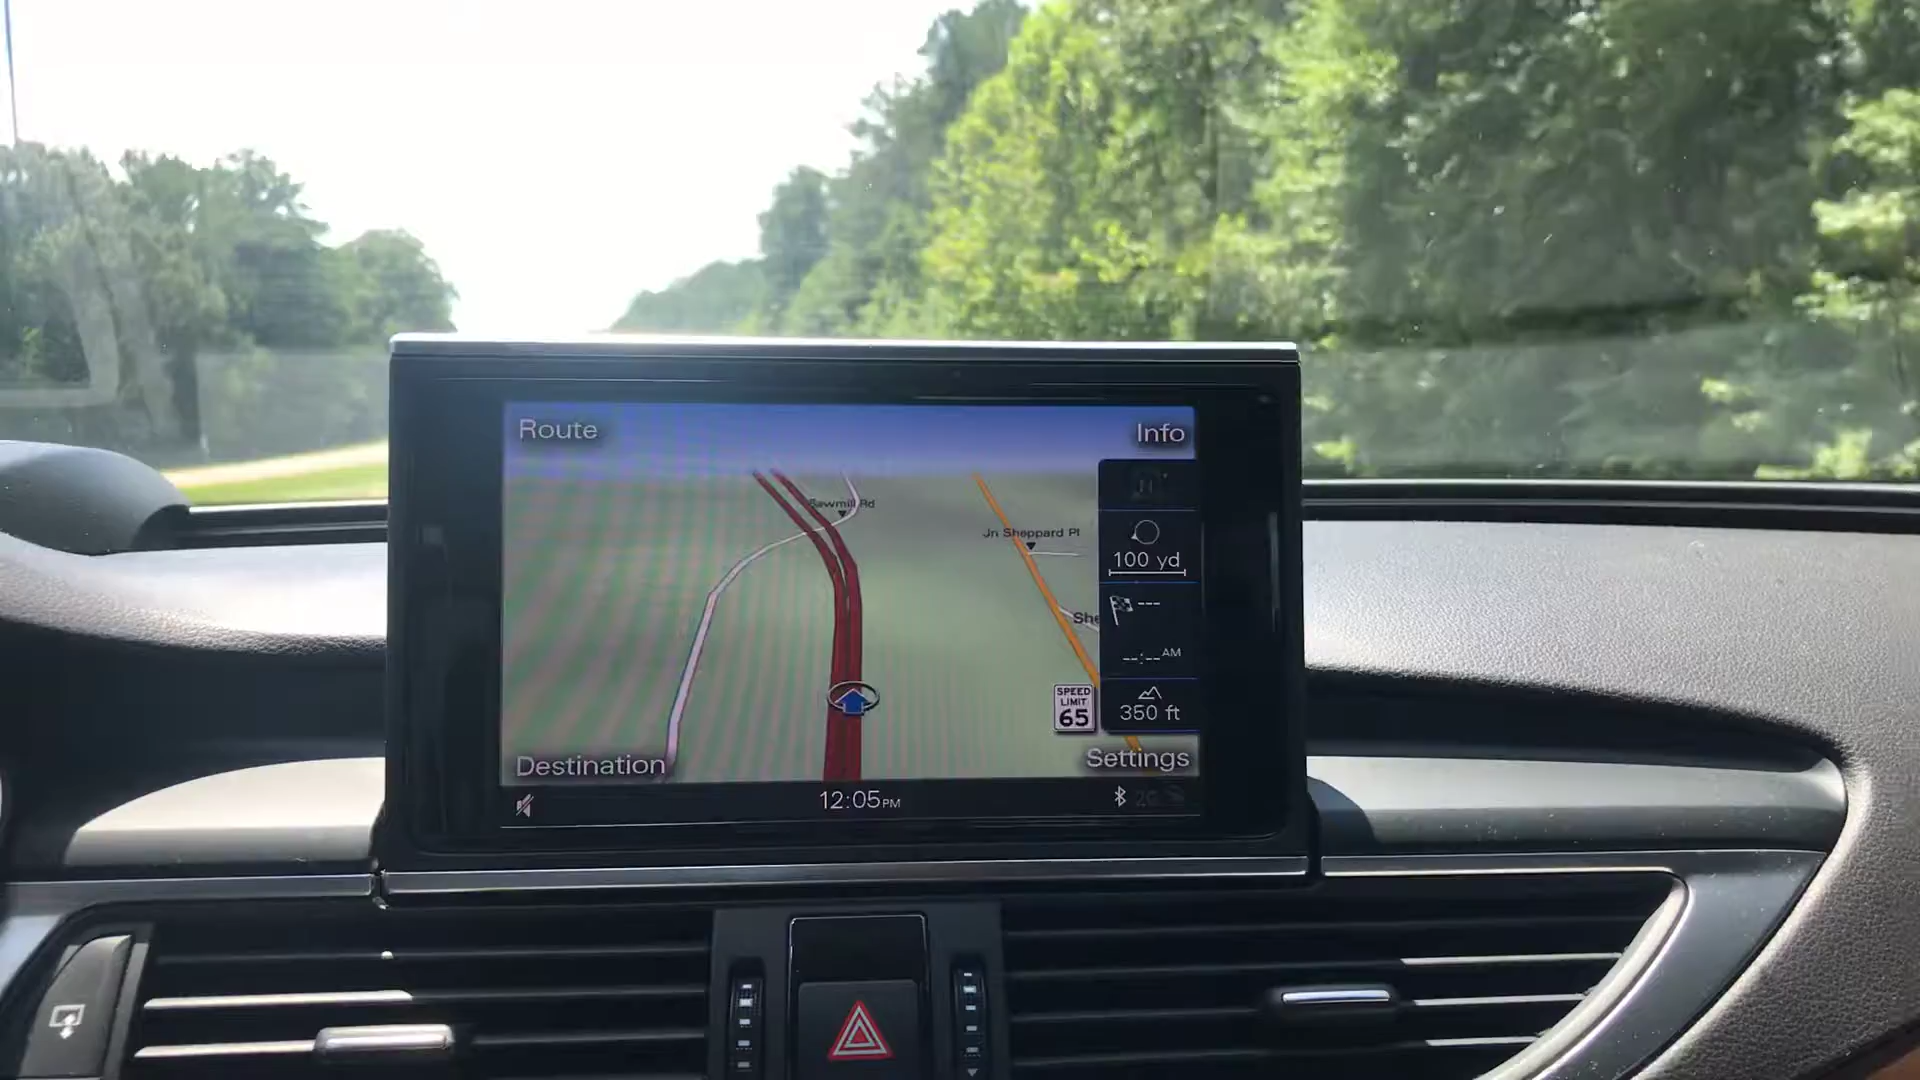 Route
Info
Sawmill Rd
Jn Sheppard Pl
100 yd
---
She
--:--AM
SPEED
LIMIT
65
350 ft
Destination
Settings
12:05PM